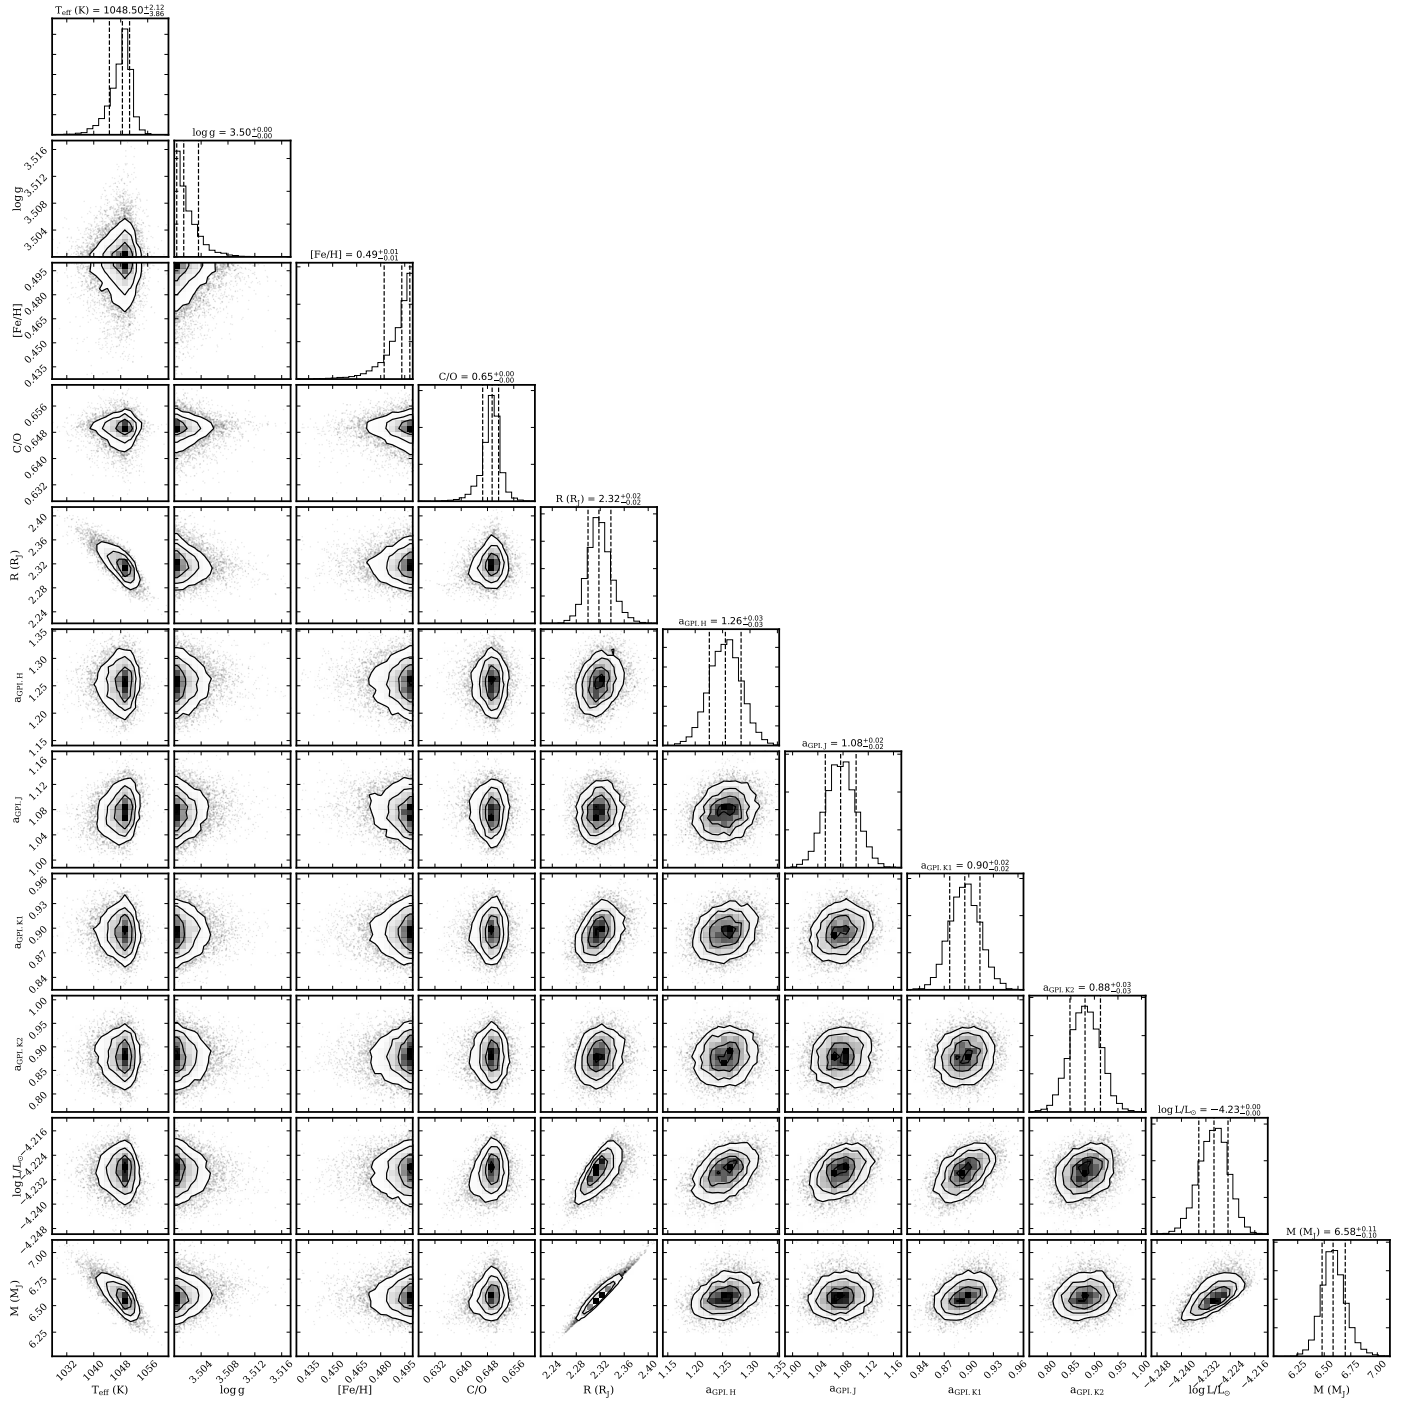 T_eff (K) = 1048.50^{+2.12}_{−3.86}
log g = 3.50^{+0.00}_{−0.00}
3.516
3.512
3.508
3.504
log g
[Fe/H] = 0.49^{+0.01}_{−0.01}
0.495
0.480
0.465
0.450
0.435
[Fe/H]
C/O = 0.65^{+0.00}_{−0.00}
0.656
0.648
0.640
0.632
C/O
R (R_J) = 2.32^{+0.02}_{−0.02}
2.40
2.36
2.32
2.28
2.24
R (R_J)
a_GPI.H = 1.26^{+0.03}_{−0.03}
1.35
1.30
1.25
1.20
1.15
a_GPI.H
a_GPI.J = 1.08^{+0.02}_{−0.02}
1.16
1.12
1.08
1.04
1.00
a_GPI.J
a_GPI.K1 = 0.90^{+0.02}_{−0.02}
0.96
0.93
0.90
0.87
0.84
a_GPI.K1
a_GPI.K2 = 0.88^{+0.03}_{−0.03}
1.00
0.95
0.90
0.85
0.80
a_GPI.K2
log L/L_⊙ = −4.23^{+0.00}_{−0.00}
−4.216
−4.224
−4.232
−4.240
−4.248
log L/L_⊙
M (M_J) = 6.58^{+0.11}_{−0.10}
7.00
6.75
6.50
6.25
M (M_J)
1032 1040 1048 1056 3.504 3.508 3.512 3.516 0.435 0.450 0.465 0.480 0.495 0.632 0.640 0.648 0.656 2.24 2.28 2.32 2.36 2.40 1.15 1.20 1.25 1.30 1.35 1.00 1.04 1.08 1.12 1.16 0.84 0.87 0.90 0.93 0.96 0.80 0.85 0.90 0.95 1.00 −4.248 −4.240 −4.232 −4.224 −4.216 6.25 6.50 6.75 7.00
T_eff (K) log g [Fe/H] C/O R (R_J) a_GPI.H a_GPI.J a_GPI.K1 a_GPI.K2 log L/L_⊙ M (M_J)